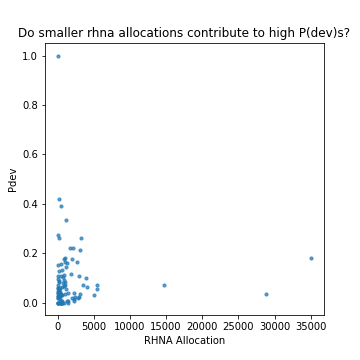 Do smaller rhna allocations contribute to high P(dev)s?
1.0
0.8
0.6
0.4
0.2
0.0
Pdev
0 5000 10000 15000 20000 25000 30000 35000
RHNA Allocation